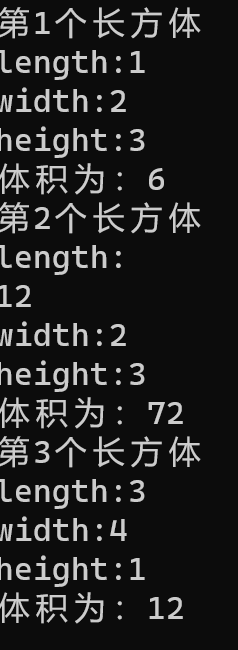 第1个长方体
length:1
width:2
height:3
体积为：6
第2个长方体
length:
12
width:2
height:3
体积为：72
第3个长方体
length:3
width:4
height:1
体积为：12